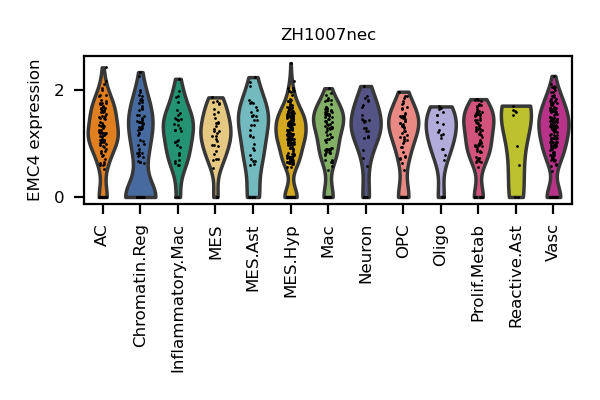 ZH1007nec
EMC4 expression
2
0
AC
Chromatin.Reg
Inflammatory.Mac
MES
MES.Ast
MES.Hyp
Mac
Neuron
OPC
Oligo
Prolif.Metab
Reactive.Ast
Vasc